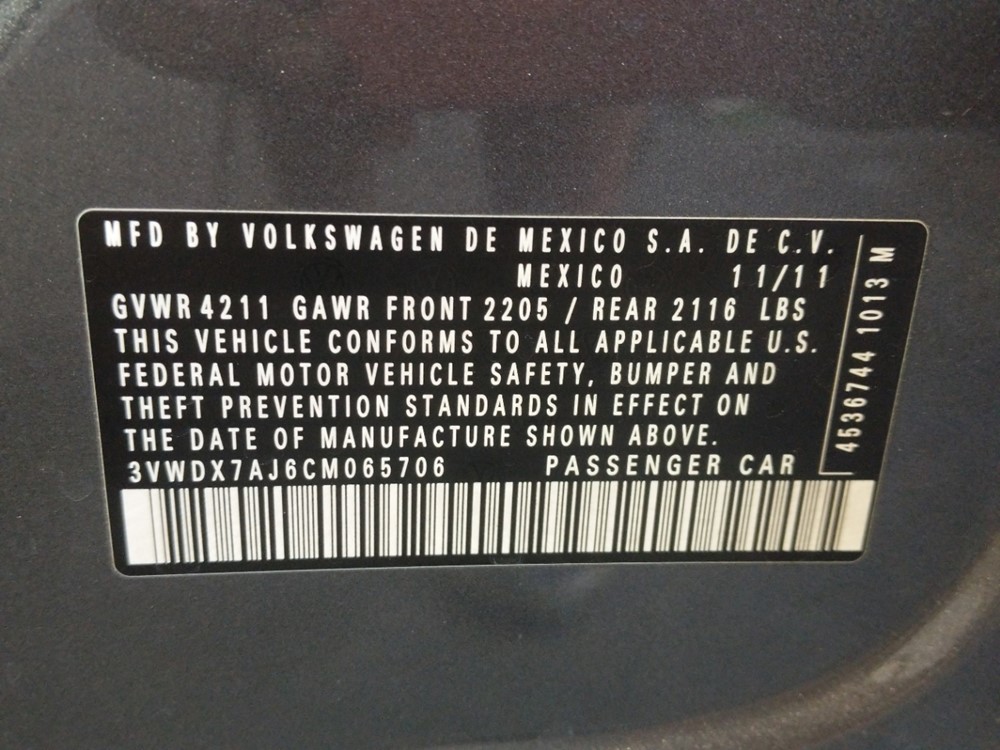 MFD BY VOLKSWAGEN DE MEXICO S.A. DE C.V.
MEXICO 11/11
GVWR 4211 GAWR FRONT 2205 / REAR 2116 LBS
THIS VEHICLE CONFORMS TO ALL APPLICABLE U.S.
FEDERAL MOTOR VEHICLE SAFETY, BUMPER AND
THEFT PREVENTION STANDARDS IN EFFECT ON
THE DATE OF MANUFACTURE SHOWN ABOVE.
3VWDX7AJ6CM065706 PASSENGER CAR
4536744 1013 M